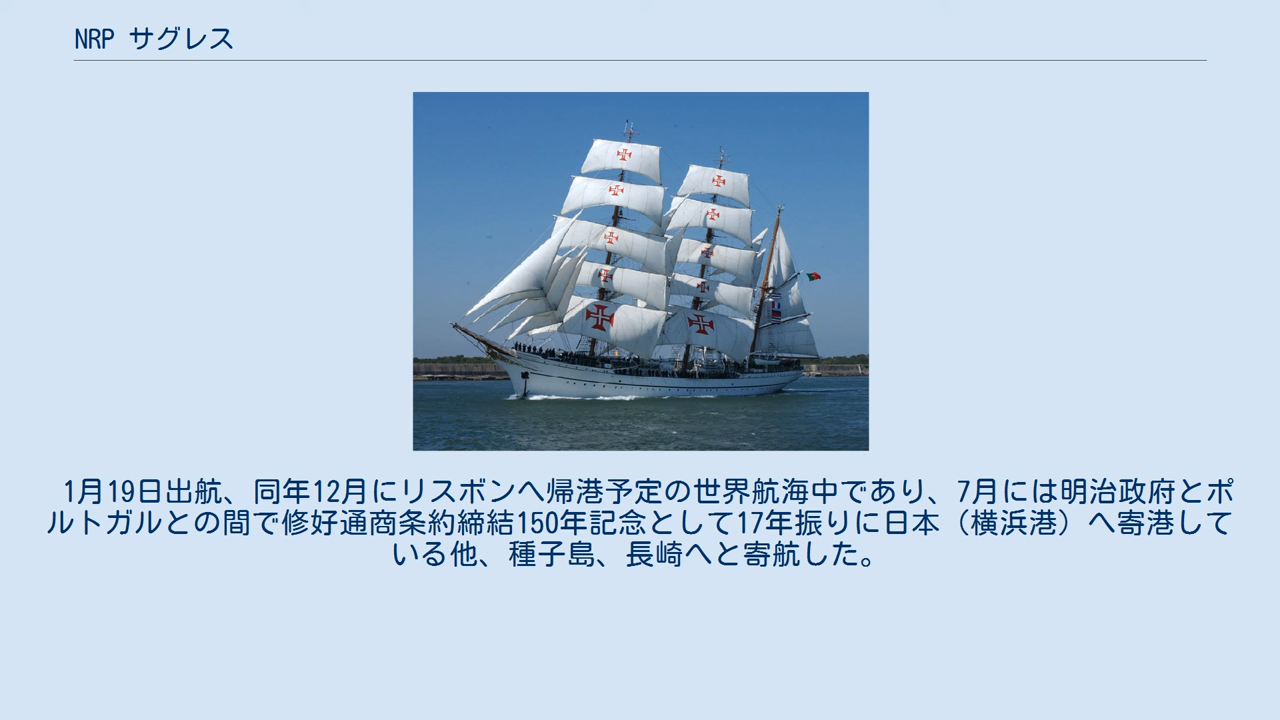 NRP サグレス
1月19日出航、同年12月にリスボンへ帰港予定の世界航海中であり、7月には明治政府とポ
ルトガルとの間で修好通商条約締結150年記念として17年振りに日本（横浜港）へ寄港して
いる他、種子島、長崎へと寄航した。